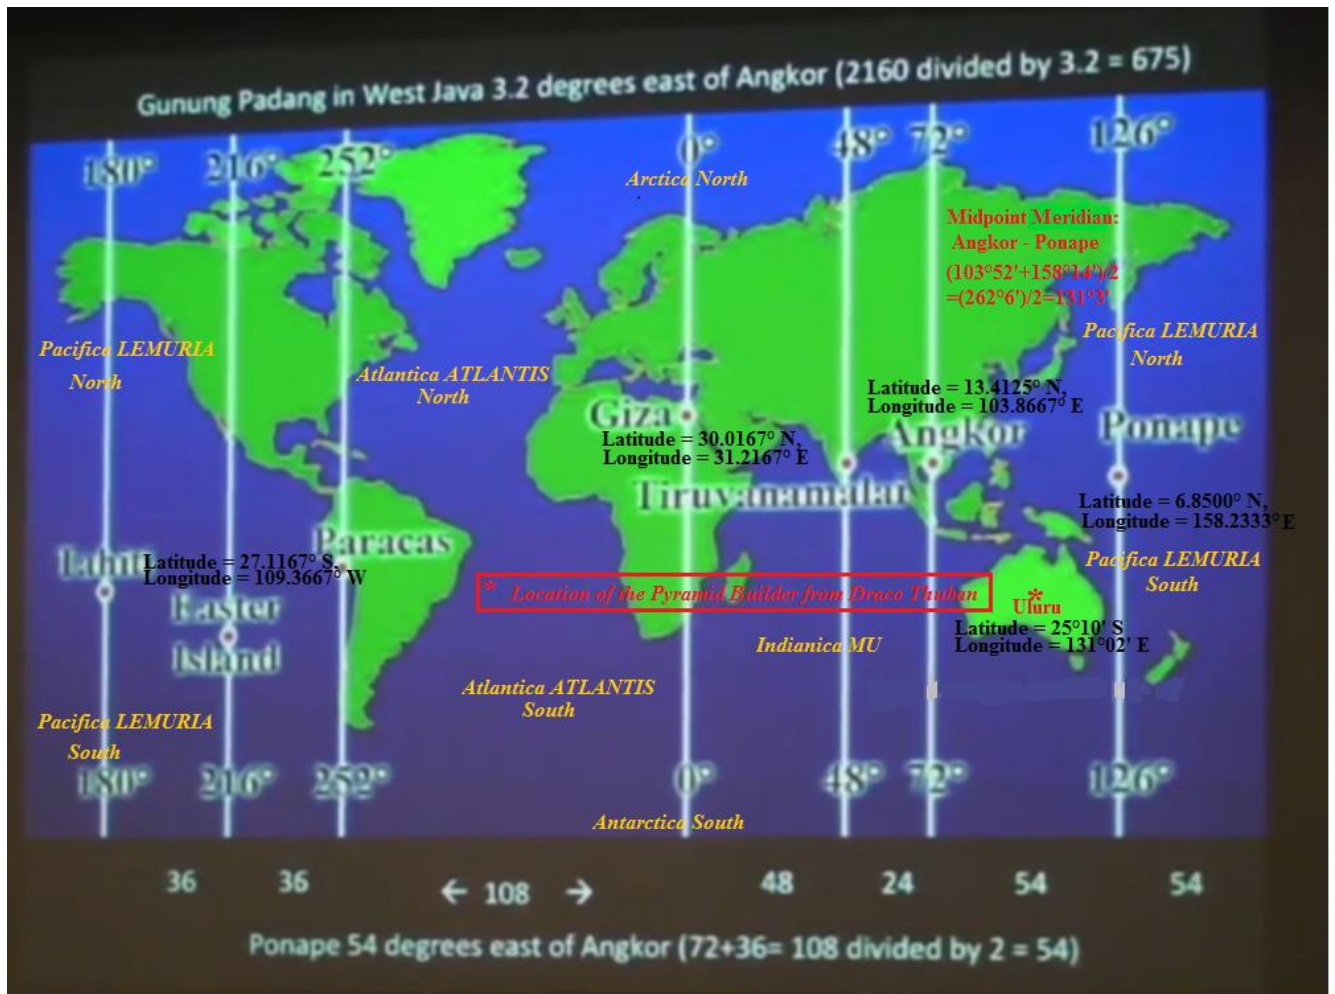 Gunung Padang in West Java 3.2 degrees east of Angkor (2160 divided by 3.2 = 675)
180° 216° 252° 0° 48° 72° 126°
Arctica North
Midpoint Meridian:
Angkor - Ponape
(103°52'+158°14')/2
=(262°6')/2=131°3'
Pacifica LEMURIA
North
Atlantica ATLANTIS
North
Pacifica LEMURIA
North
Latitude = 13.4125° N,
Longitude = 103.8667° E
Giza
Latitude = 30.0167° N,
Longitude = 31.2167° E
Angkor
Ponape
Tiruvanamalai
Latitude = 6.8500° N,
Longitude = 158.2333° E
Paracas
Tahiti
Latitude = 27.1167° S,
Longitude = 109.3667° W
Easter
Island
Pacifica LEMURIA
South
* Location of the Pyramid Builder from Draco Thuban
*
Uluru
Latitude = 25°10' S
Longitude = 131°02' E
Indianica MU
Atlantica ATLANTIS
South
Pacifica LEMURIA
South
180° 216° 252° 0° 48° 72° 126°
Antarctica South
36 36 ← 108 → 48 24 54 54
Ponape 54 degrees east of Angkor (72+36= 108 divided by 2 = 54)